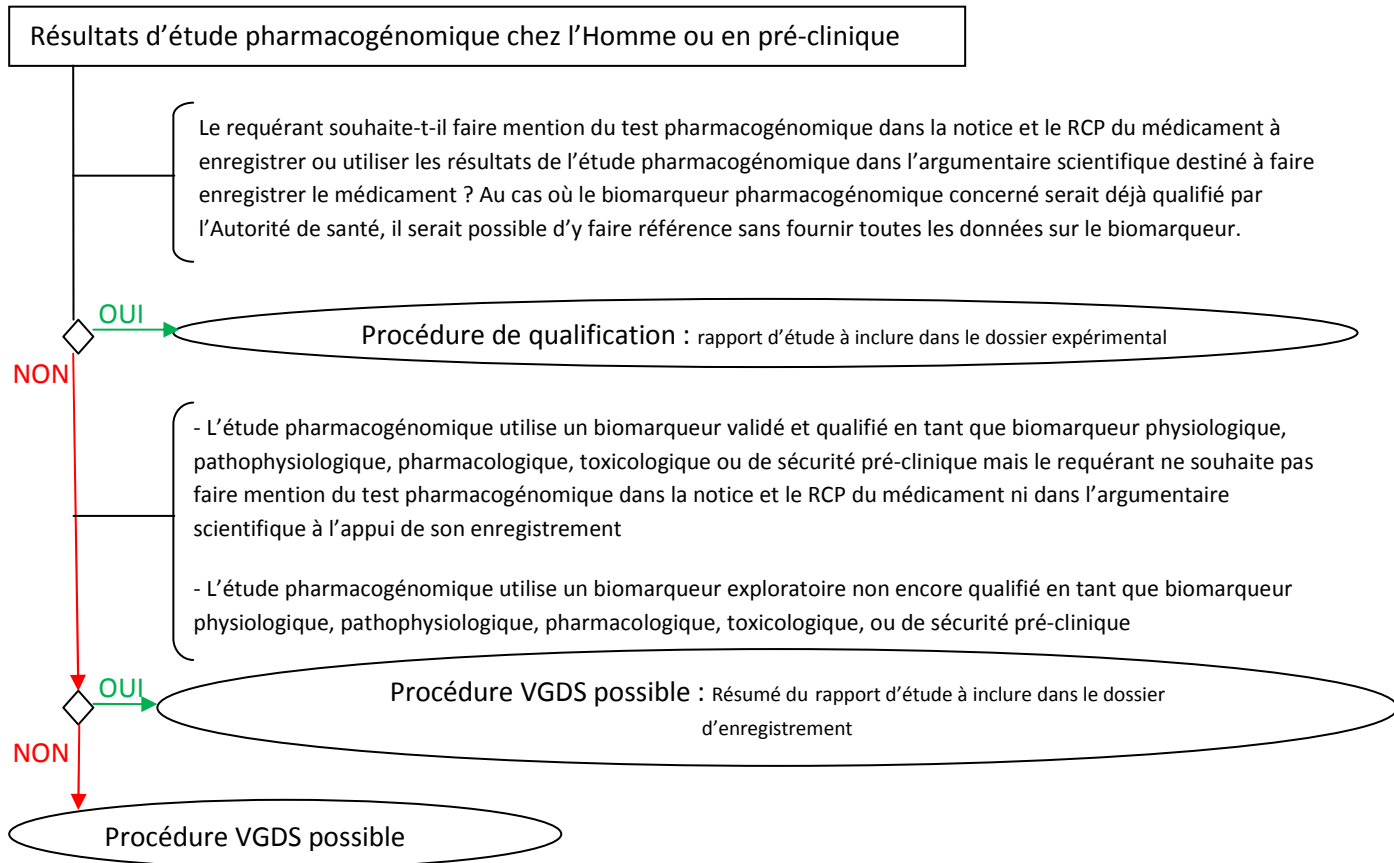 Résultats d’étude pharmacogénomique chez l’Homme ou en pré-clinique
Le requérant souhaite-t-il faire mention du test pharmacogénomique dans la notice et le RCP du médicament à
enregistrer ou utiliser les résultats de l’étude pharmacogénomique dans l’argumentaire scientifique destiné à faire
enregistrer le médicament ? Au cas où le biomarqueur pharmacogénomique concerné serait déjà qualifié par
l’Autorité de santé, il serait possible d’y faire référence sans fournir toutes les données sur le biomarqueur.
OUI
Procédure de qualification : rapport d’étude à inclure dans le dossier expérimental
NON
- L’étude pharmacogénomique utilise un biomarqueur validé et qualifié en tant que biomarqueur physiologique,
pathophysiologique, pharmacologique, toxicologique ou de sécurité pré-clinique mais le requérant ne souhaite pas
faire mention du test pharmacogénomique dans la notice et le RCP du médicament ni dans l’argumentaire
scientifique à l’appui de son enregistrement
- L’étude pharmacogénomique utilise un biomarqueur exploratoire non encore qualifié en tant que biomarqueur
physiologique, pathophysiologique, pharmacologique, toxicologique, ou de sécurité pré-clinique
OUI
Procédure VGDS possible : Résumé du rapport d’étude à inclure dans le dossier
d’enregistrement
NON
Procédure VGDS possible